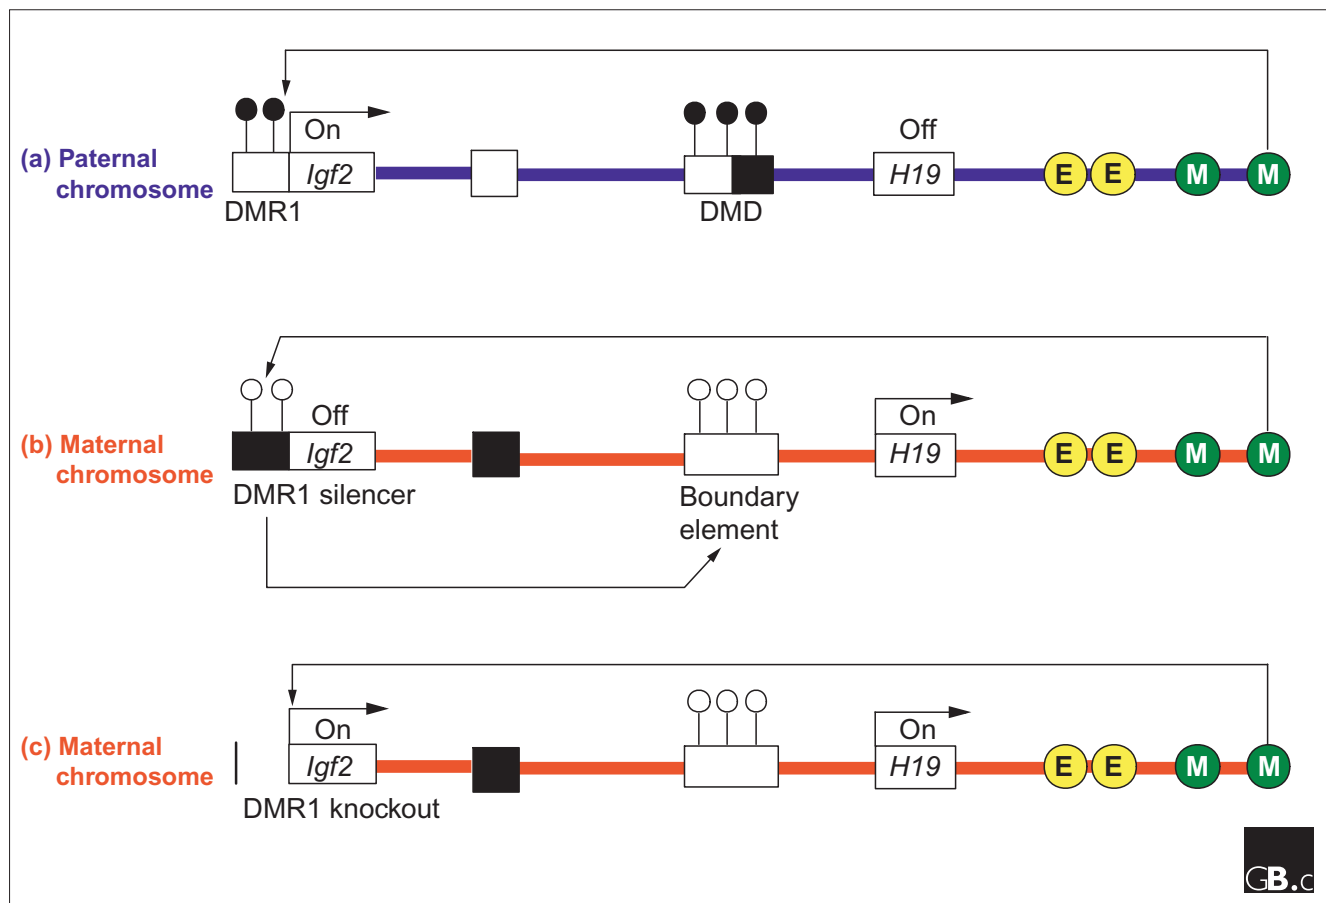 On
Off
(a) Paternal
chromosome
Igf2
H19
E E M M
DMR1
DMD
Off
On
(b) Maternal
chromosome
Igf2
H19
E E M M
DMR1 silencer
Boundary
element
On
On
(c) Maternal
chromosome
Igf2
H19
E E M M
DMR1 knockout
GB.c